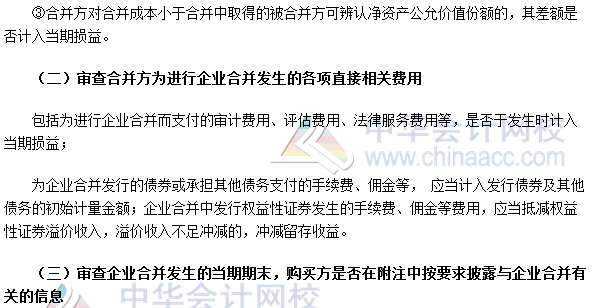 ③合并方对合并成本小于合并中取得的被合并方可辨认净资产公允价值份额的,其差额是
否计入当期损益。
（二）审查合并方为进行企业合并发生的各项直接相关费用
包括为进行企业合并而支付的审计费用、评估费用、法律服务费用等,是否于发生时计入
当期损益;
为企业合并发行的债券或承担其他债务支付的手续费、佣金等, 应当计入发行债券及其他
债务的初始计量金额;企业合并中发行权益性证券发生的手续费、佣金等费用,应当抵减权益
性证券溢价收入,溢价收入不足冲减的,冲减留存收益。
（三）审查企业合并发生的当期期末，购买方是否在附注中按要求披露与企业合并有
关的信息
中华会计网校
www.chinaacc.com
中华会计网校